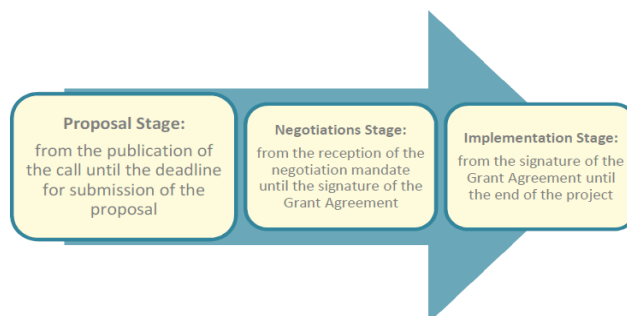 Proposal Stage:
from the publication of
the call until the deadline
for submission of the
proposal
Negotiations Stage:
from the reception of the
negotiation mandate
until the signature of the
Grant Agreement
Implementation Stage:
from the signature of the
Grant Agreement until
the end of the project